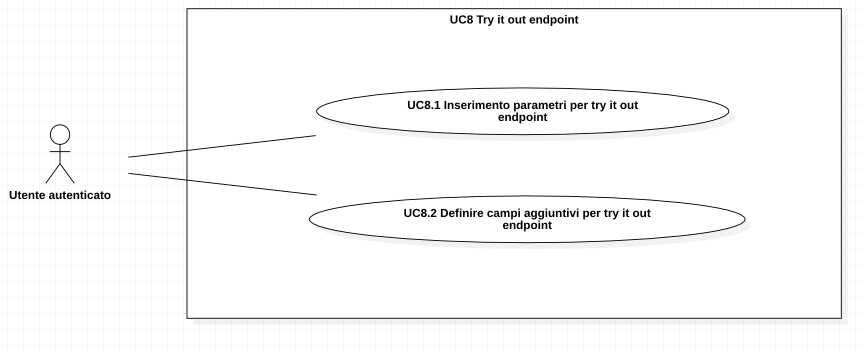 UC8 Try it out endpoint
UC8.1 Inserimento parametri per try it out
endpoint
Utente autenticato
UC8.2 Definire campi aggiuntivi per try it out
endpoint